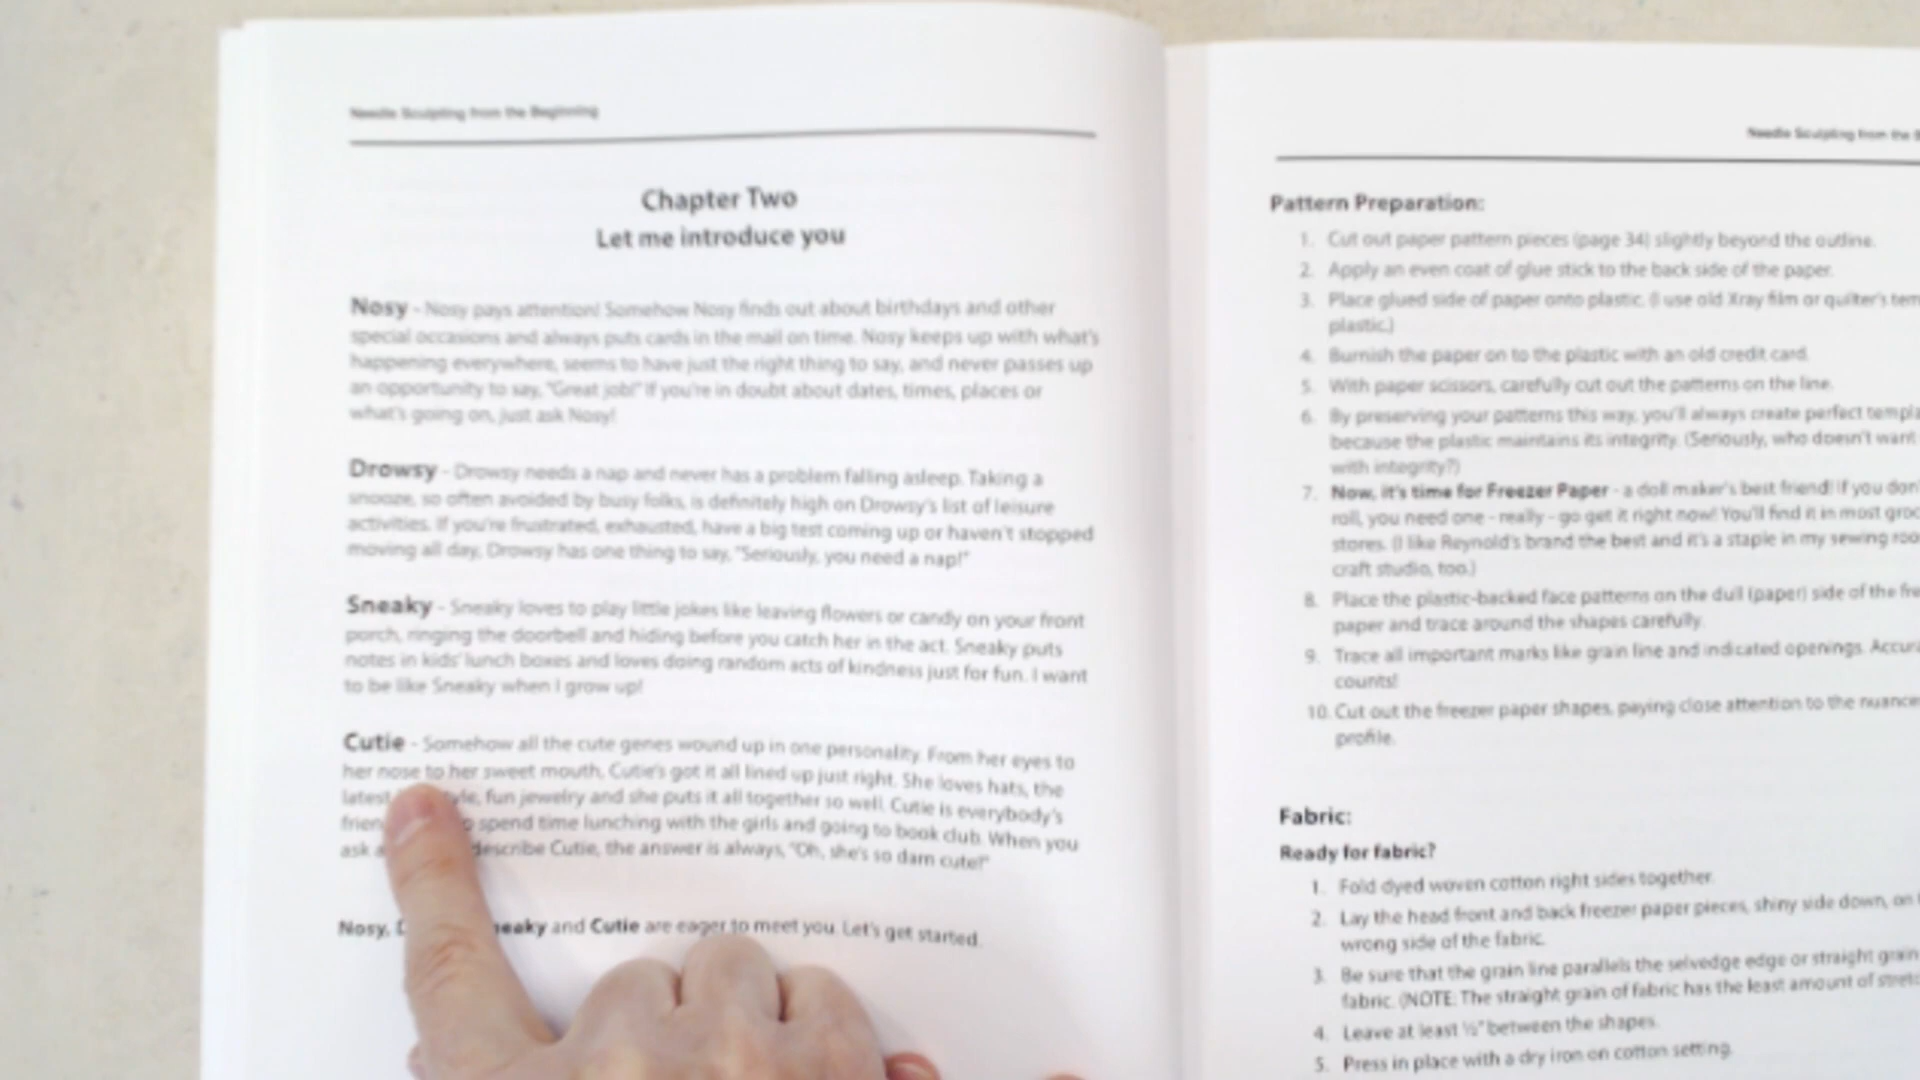 Needle Sculpting from the Beginning
Chapter Two
Let me introduce you
Nosy - Nosy pays attention! Somehow Nosy finds out about birthdays and other
special occasions and always puts cards in the mail on time. Nosy keeps up with what's
happening everywhere, seems to have just the right thing to say, and never passes up
an opportunity to say, "Great job!" If you're in doubt about dates, times, places or
what's going on, just ask Nosy!
Drowsy - Drowsy needs a nap and never has a problem falling asleep. Taking a
snooze, so often avoided by busy folks, is definitely high on Drowsy's list of leisure
activities. If you're frustrated, exhausted, have a big test coming up or haven't stopped
moving all day, Drowsy has one thing to say, "Seriously, you need a nap!"
Sneaky - Sneaky loves to play little jokes like leaving flowers or candy on your front
porch, ringing the doorbell and hiding before you catch her in the act. Sneaky puts
notes in kids' lunch boxes and loves doing random acts of kindness just for fun. I want
to be like Sneaky when I grow up!
Cutie - Somehow all the cute genes wound up in one personality. From her eyes to
her nose to her sweet mouth, Cutie's got it all lined up just right. She loves hats, the
latest fun jewelry and she puts it all together so well. Cutie is everybody's
spend time lunching with the girls and going to book club. When you
ask describe Cutie, the answer is always, "Oh, she's so darn cute!"
Nosy, and Cutie are eager to meet you. Let's get started.
Needle Sculpting from the
Pattern Preparation:
1. Cut out paper pattern pieces (page 34) slightly beyond the outline.
2. Apply an even coat of glue stick to the back side of the paper.
3. Place glued side of paper onto plastic. (I use old Xray film or quilter's
plastic.)
4. Burnish the paper on to the plastic with an old credit card.
5. With paper scissors, carefully cut out the patterns on the line.
6. By preserving your patterns this way, you'll always create perfect
because the plastic maintains its integrity. (Seriously, who doesn't want
with integrity?)
7. Now, it's time for Freezer Paper - a doll maker's best friend! If you
roll, you need one - really - go get it right now! You'll find it in most
stores. (I like Reynold's brand the best and it's a staple in my sewing
craft studio, too.)
8. Place the plastic-backed face patterns on the dull (paper) side of the
paper and trace around the shapes carefully.
9. Trace all important marks like grain line and indicated openings.
counts!
10. Cut out the freezer paper shapes, paying close attention to the
profile.
Fabric:
Ready for fabric?
1. Fold dyed woven cotton right sides together.
2. Lay the head front and back freezer paper pieces, shiny side down, on
wrong side of the fabric.
3. Be sure that the grain line parallels the selvedge edge or straight grain
fabric. (NOTE: The straight grain of fabric has the least amount of
4. Leave at least ½" between the shapes.
5. Press in place with a dry iron on cotton setting.